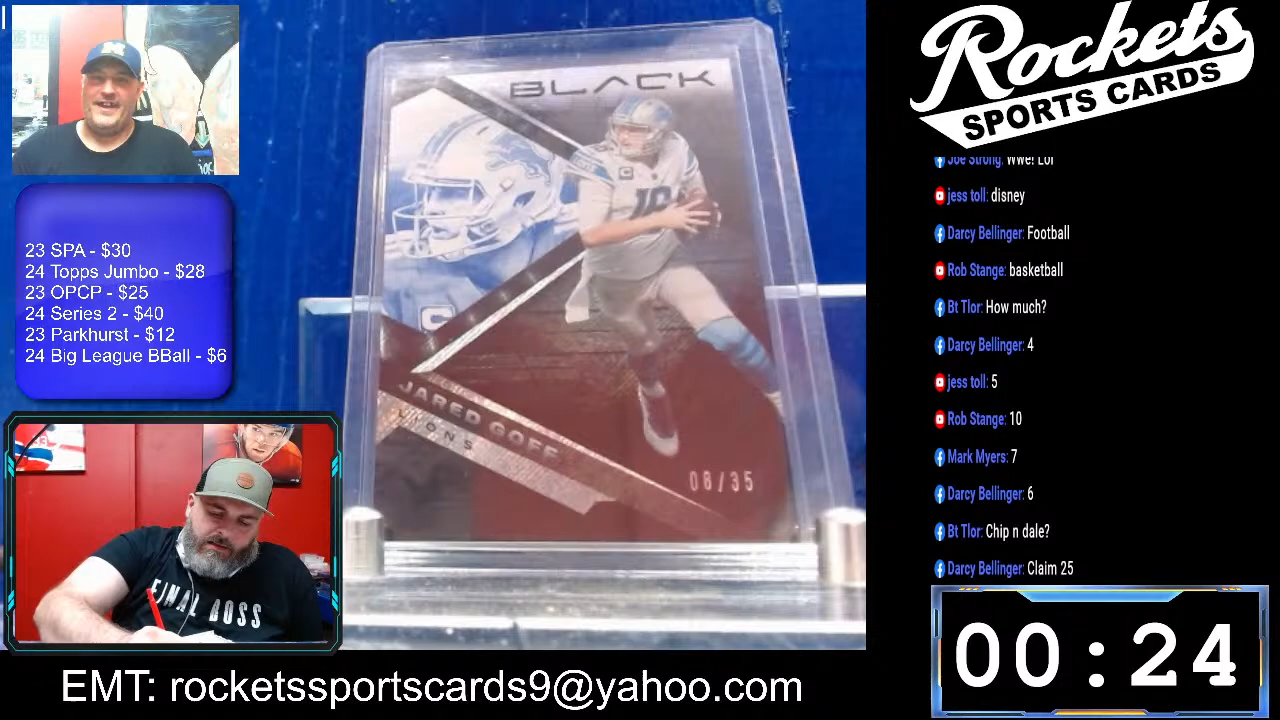 Rockets
SPORTS CARDS
23 SPA - $30
24 Topps Jumbo - $28
23 OPCP - $25
24 Series 2 - $40
23 Parkhurst - $12
24 Big League BBall - $6
FINAL BOSS
BLACK
JARED GOFF
LIONS
08/35
Joe Strong: Wwe! Lol
jess toll: disney
Darcy Bellinger: Football
Rob Stange: basketball
Bt Tlor: How much?
Darcy Bellinger: 4
jess toll: 5
Rob Stange: 10
Mark Myers: 7
Darcy Bellinger: 6
Bt Tlor: Chip n dale?
Darcy Bellinger: Claim 25
00:24
EMT: rocketssportscards9@yahoo.com